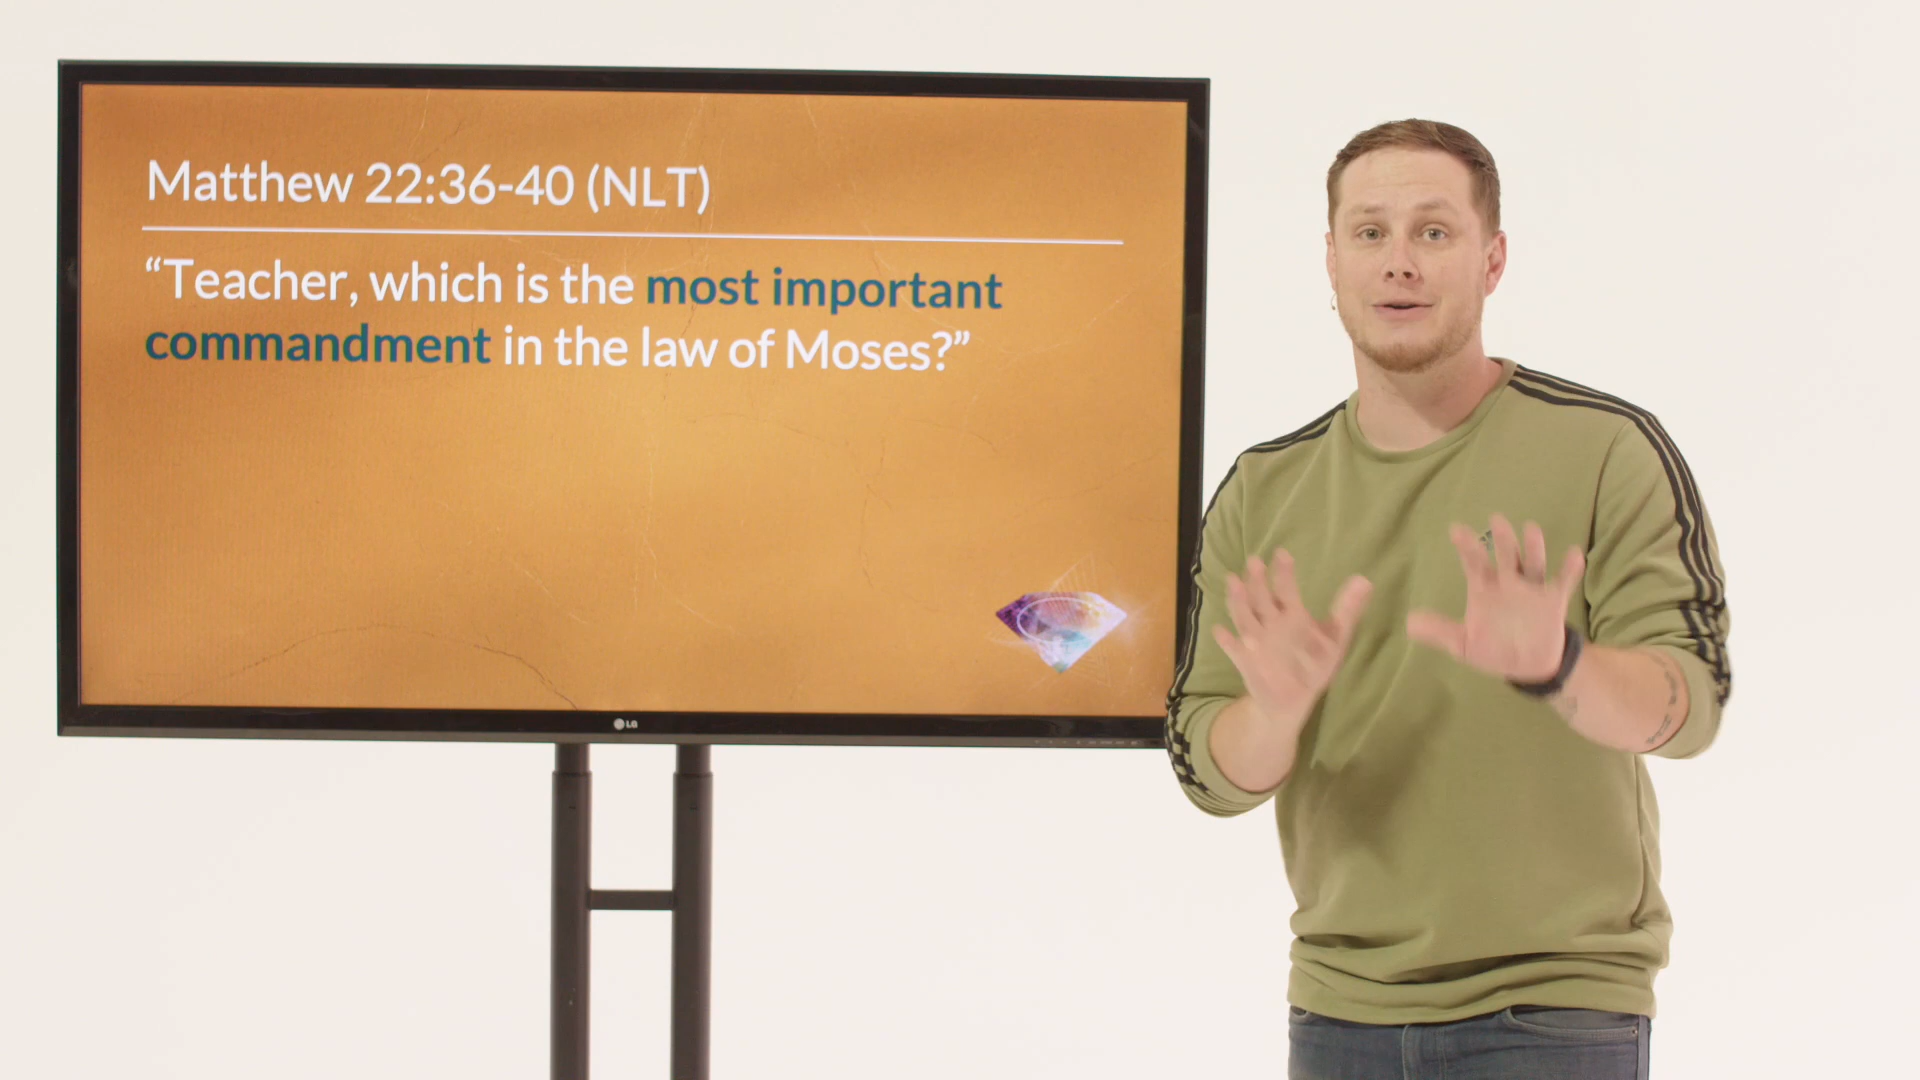 Matthew 22:36-40 (NLT)
“Teacher, which is the most important
commandment in the law of Moses?”
LG